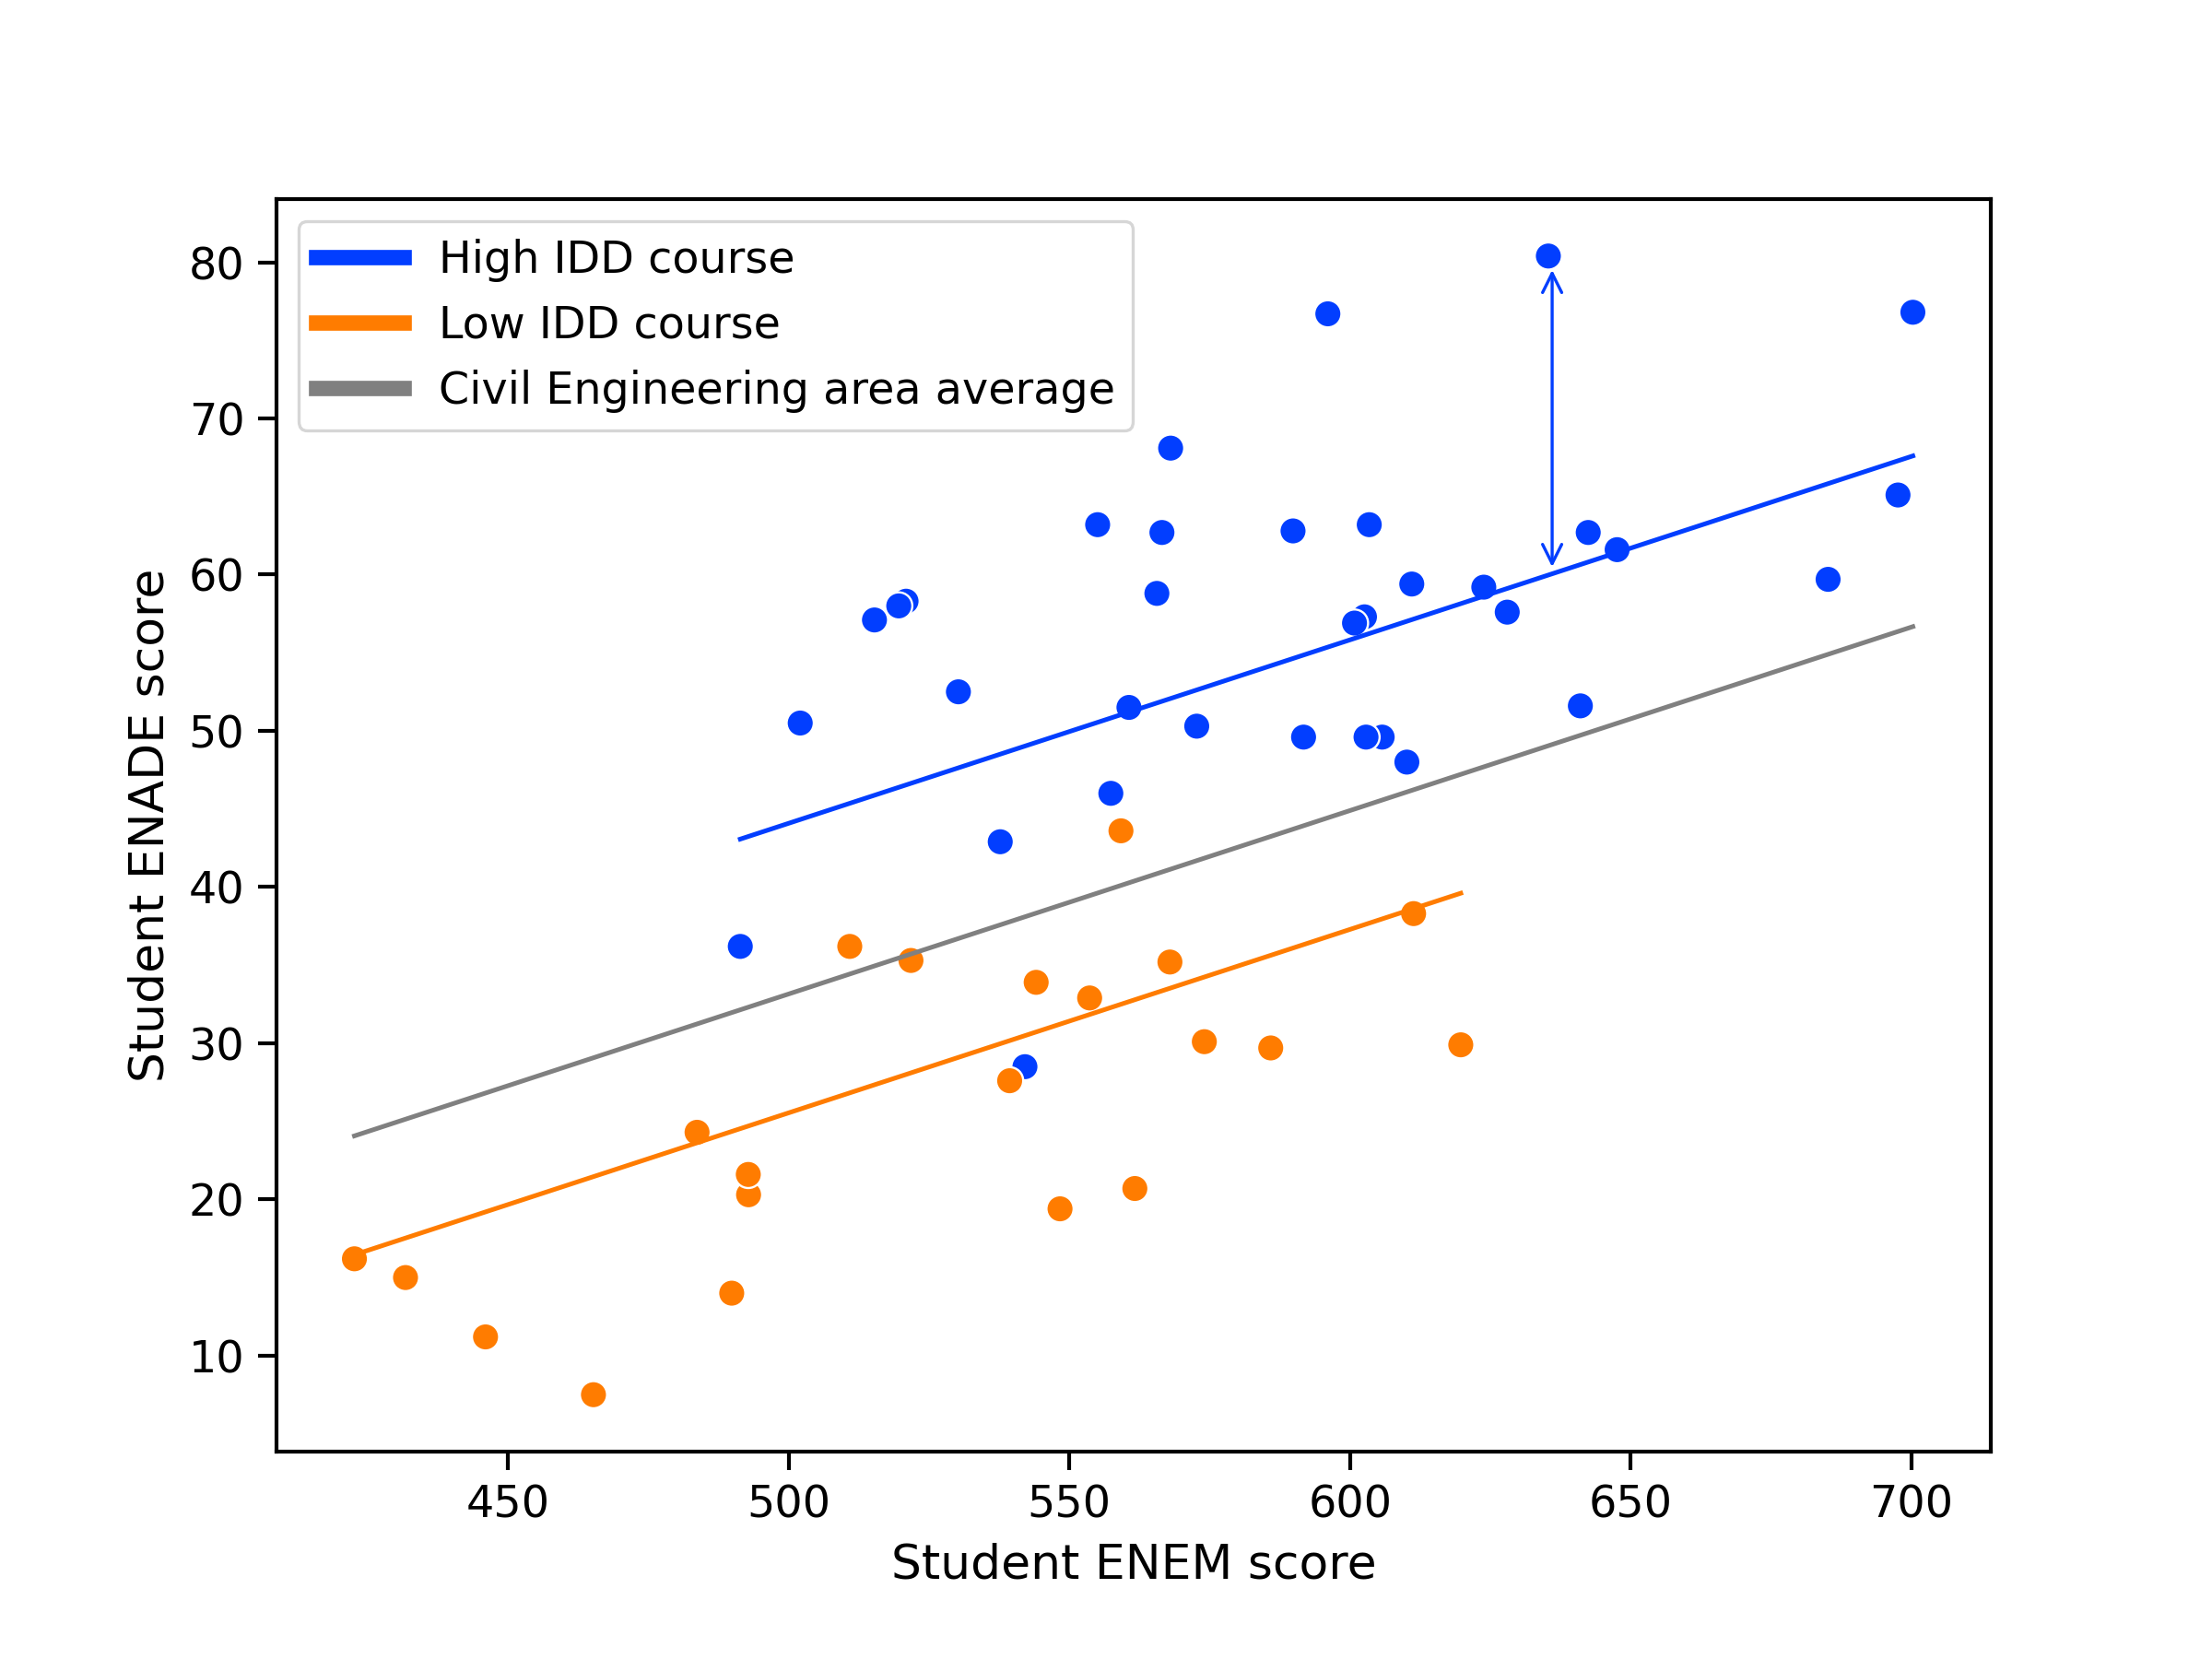 High IDD course
Low IDD course
Civil Engineering area average
Student ENADE score
80
70
60
50
40
30
20
10
450 500 550 600 650 700
Student ENEM score